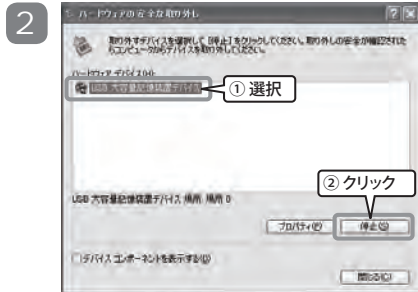 2
ハードウェアの安全な取り外し
取り外すデバイスを選択して [停止] をクリックしてください。取り外しの安全が確認された
らコンピュータからデバイスを取り外してください。
ハードウェア デバイス(H):
USB 大容量記憶装置デバイス
① 選択
② クリック
USB 大容量記憶装置デバイス 場所 場所 0
プロパティ(P)
停止(S)
デバイス コンポーネントを表示する(D)
閉じる(C)